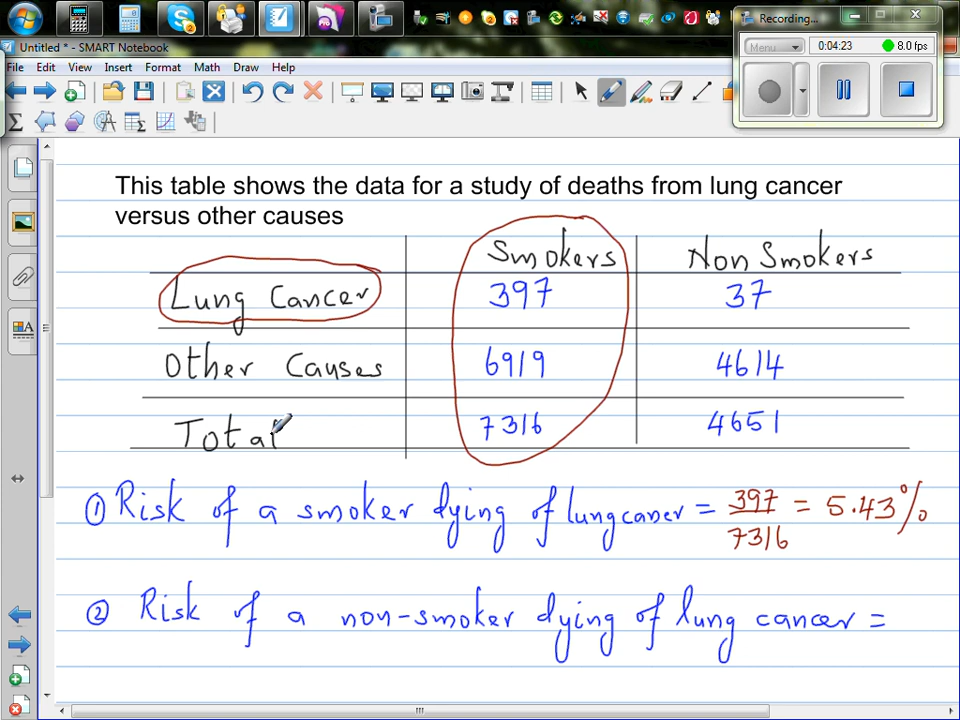 Recording...
Untitled * - SMART Notebook
Menu
0:04:23
8.0 fps
File Edit View Insert Format Math Draw Help
This table shows the data for a study of deaths from lung cancer
versus other causes
Smokers Non Smokers
Lung Cancer 397 37
Other Causes 6919 4614
Total 7316 4651
① Risk of a smoker dying of lung cancer = 397/7316 = 5.43%
② Risk of a non-smoker dying of lung cancer =